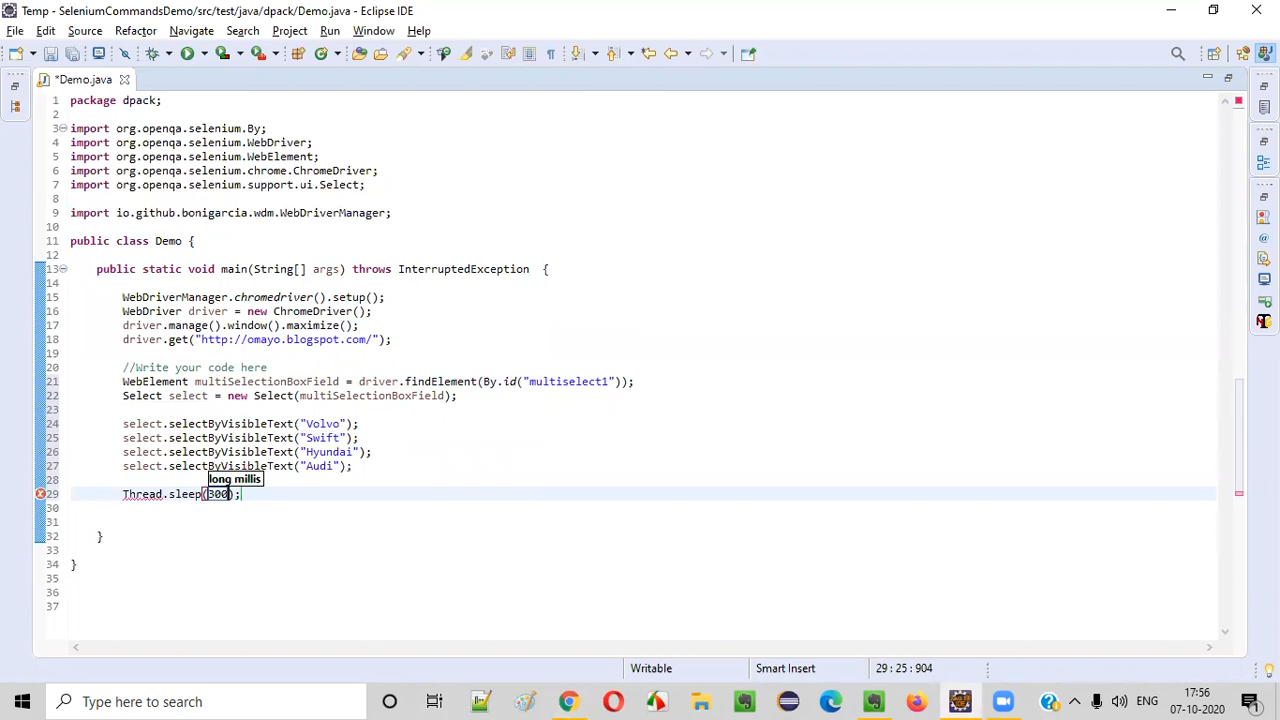 Temp - SeleniumCommandsDemo/src/test/java/dpack/Demo.java - Eclipse IDE
File Edit Source Refactor Navigate Search Project Run Window Help
*Demo.java
1 package dpack;
2
3 import org.openqa.selenium.By;
4 import org.openqa.selenium.WebDriver;
5 import org.openqa.selenium.WebElement;
6 import org.openqa.selenium.chrome.ChromeDriver;
7 import org.openqa.selenium.support.ui.Select;
8
9 import io.github.bonigarcia.wdm.WebDriverManager;
10
11 public class Demo {
12
13 public static void main(String[] args) throws InterruptedException {
14
15 WebDriverManager.chromedriver().setup();
16 WebDriver driver = new ChromeDriver();
17 driver.manage().window().maximize();
18 driver.get("http://omayo.blogspot.com/");
19
20 //Write your code here
21 WebElement multiSelectionBoxField = driver.findElement(By.id("multiselect1"));
22 Select select = new Select(multiSelectionBoxField);
23
24 select.selectByVisibleText("Volvo");
25 select.selectByVisibleText("Swift");
26 select.selectByVisibleText("Hyundai");
27 select.selectByVisibleText("Audi");
28 long millis
29 Thread.sleep(300);
30
31
32 }
33
34 }
35
36
37
Writable Smart Insert 29 : 25 : 904
Type here to search
ENG 17:56
07-10-2020